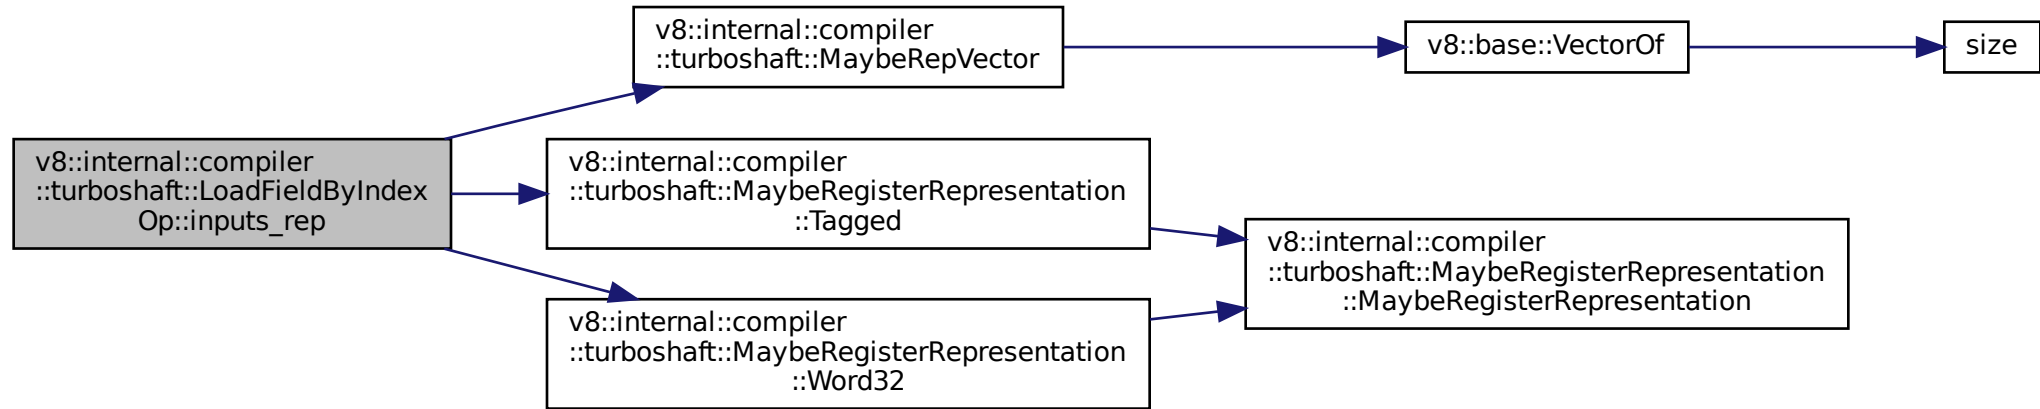 v8::internal::compiler
::turboshaft::LoadFieldByIndex
Op::inputs_rep
v8::internal::compiler
::turboshaft::MaybeRepVector
v8::base::VectorOf
size
v8::internal::compiler
::turboshaft::MaybeRegisterRepresentation
::Tagged
v8::internal::compiler
::turboshaft::MaybeRegisterRepresentation
::MaybeRegisterRepresentation
v8::internal::compiler
::turboshaft::MaybeRegisterRepresentation
::Word32